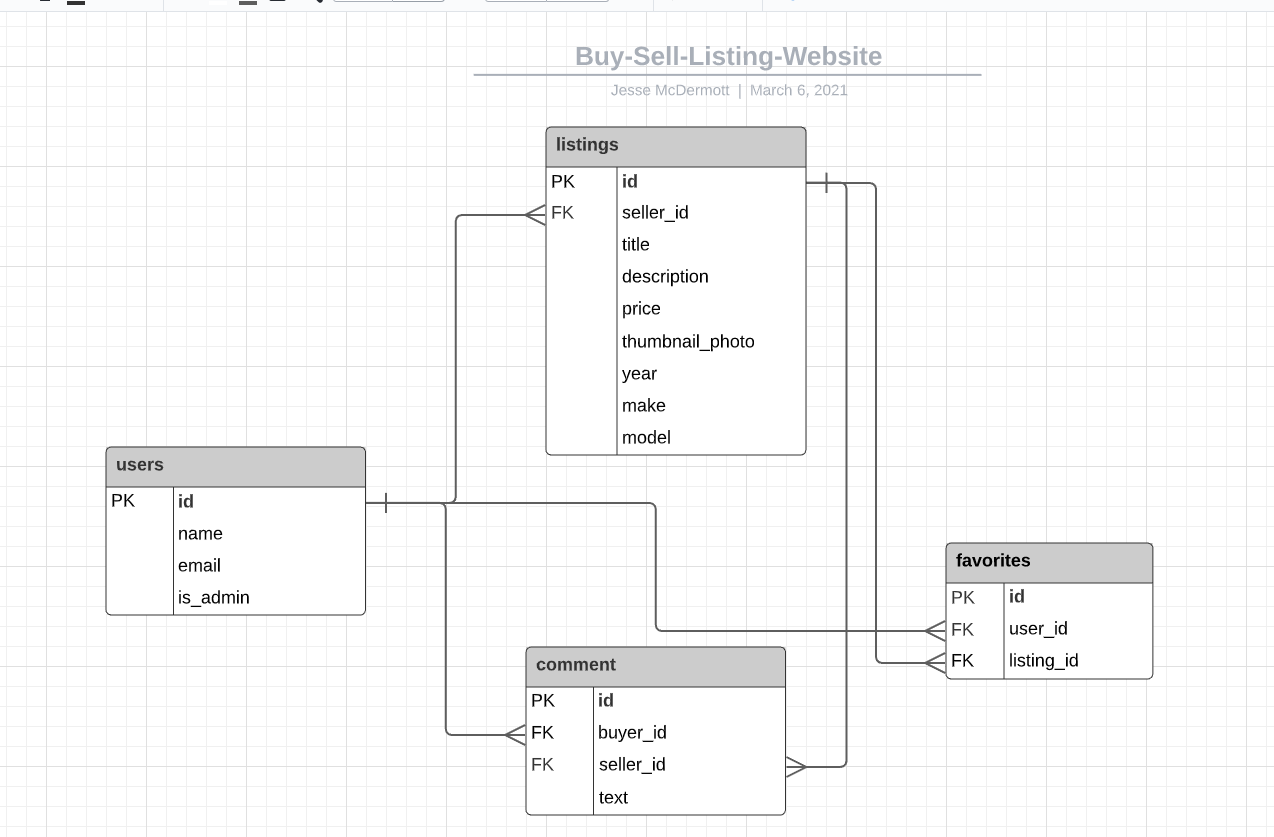 Buy-Sell-Listing-Website
Jesse McDermott | March 6, 2021
listings
PK id
FK seller_id
title
description
price
thumbnail_photo
year
make
model
users
PK id
name
email
is_admin
favorites
PK id
FK user_id
FK listing_id
comment
PK id
FK buyer_id
FK seller_id
text